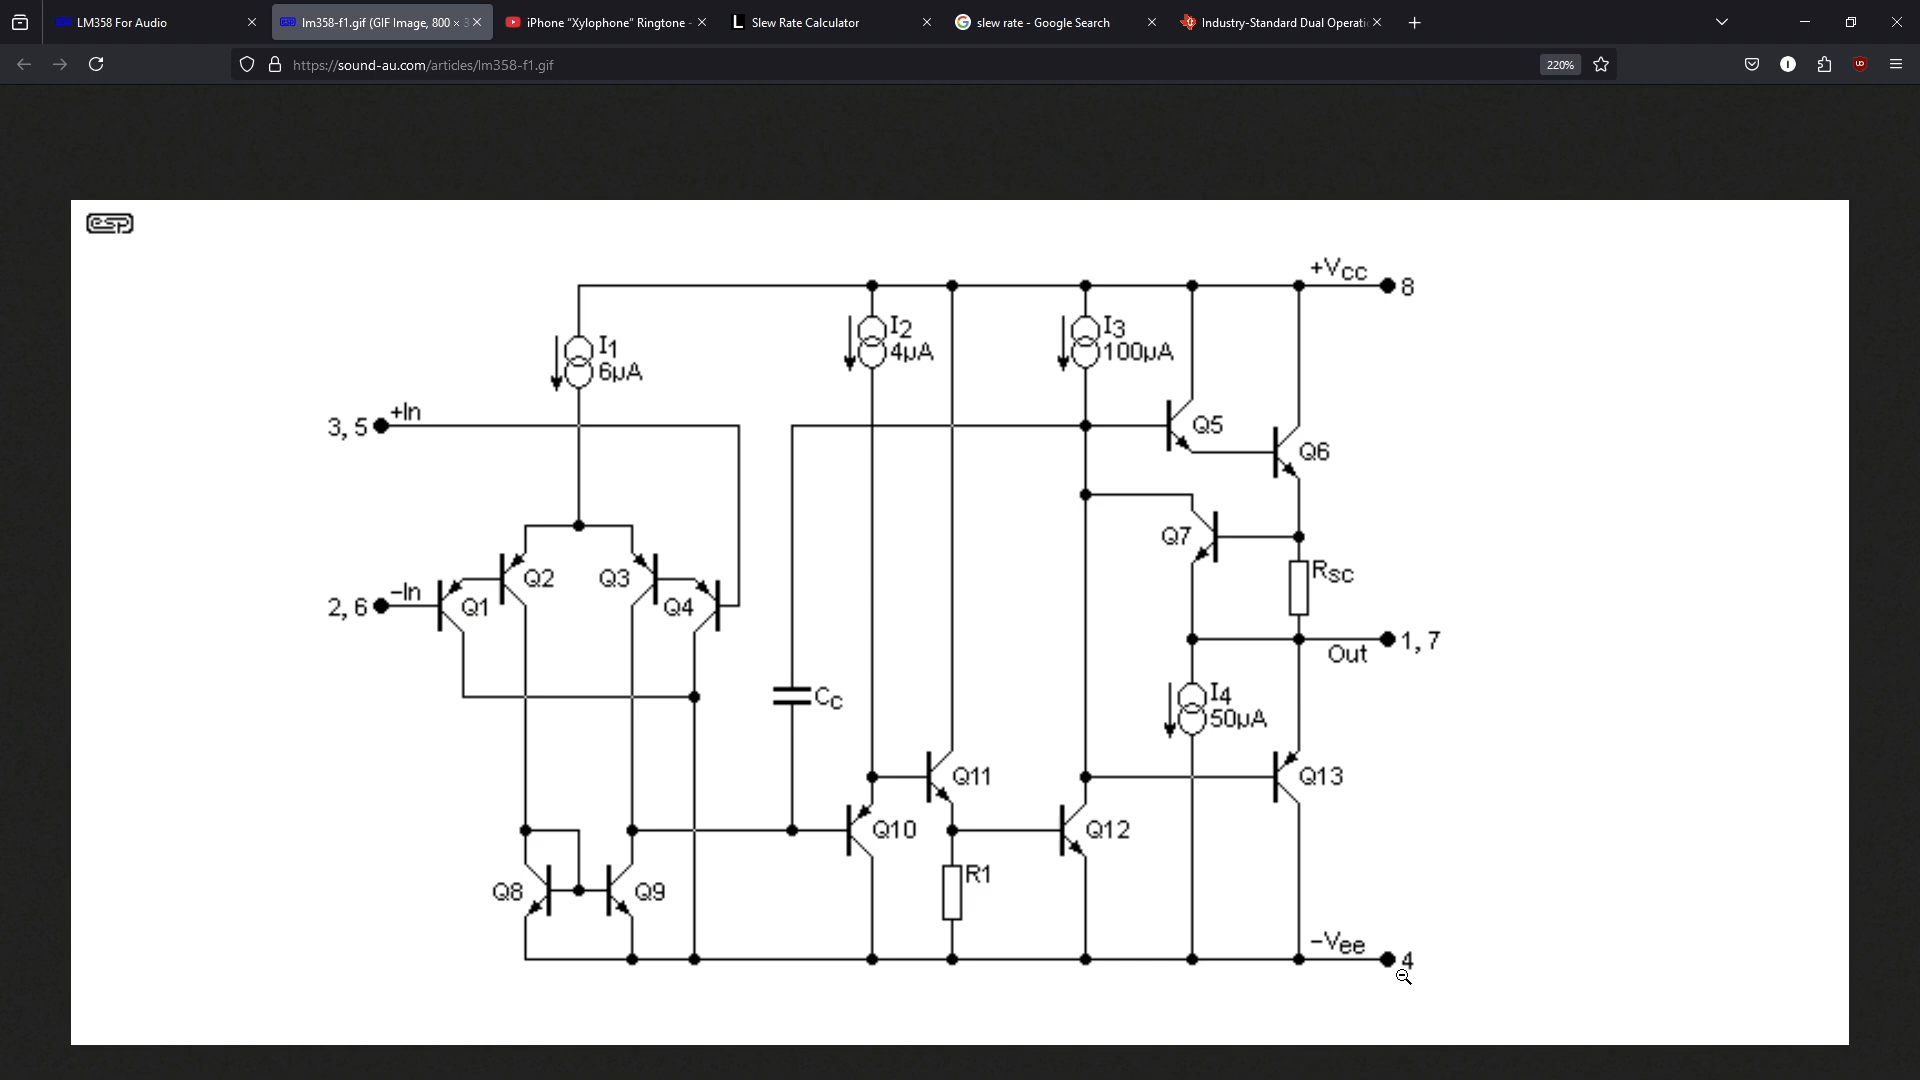 LM358 For Audio
lm358-f1.gif (GIF Image, 800 ×
iPhone “Xylophone” Ringtone -
Slew Rate Calculator
slew rate - Google Search
Industry-Standard Dual Operati
https://sound-au.com/articles/lm358-f1.gif
220%
esp
+Vcc
8
I1
6µA
I2
4µA
I3
100µA
3, 5
+In
Q5
Q6
Q7
Q2
Q3
Rsc
2, 6
−In
Q1
Q4
Out
1, 7
Cc
I4
50µA
Q11
Q13
Q10
Q12
R1
Q8
Q9
−Vee
4